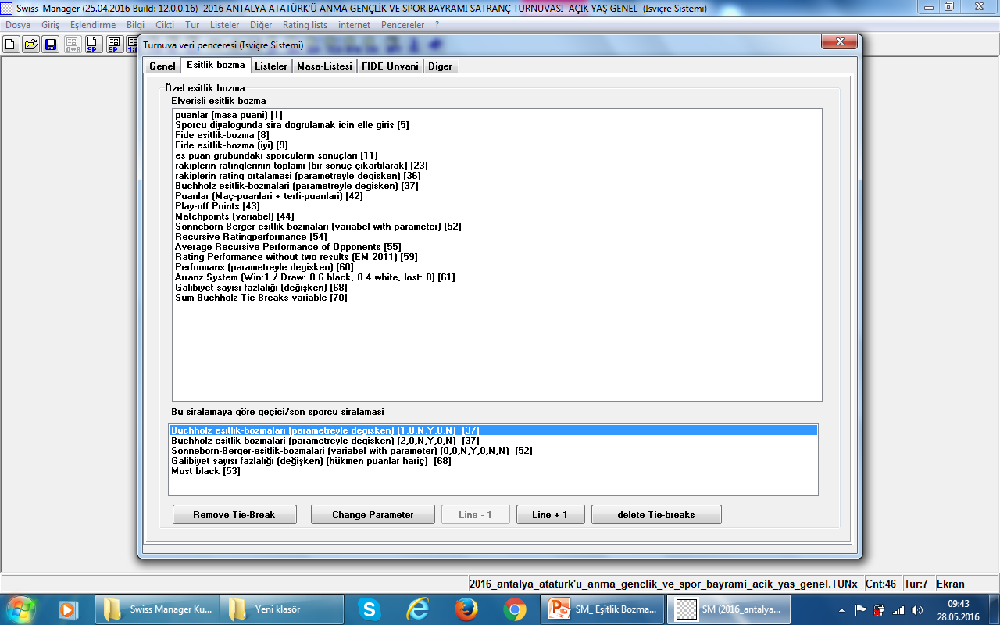 Swiss-Manager (25.04.2016 Build: 12.0.0.16)  2016 ANTALYA ATATÜRK'Ü ANMA GENÇLİK VE SPOR BAYRAMI SATRANÇ TURNUVASI  AÇIK YAŞ GENEL  (Isviçre Sistemi)
Dosya Giriş Eşlendirme Bilgi Cikti Tur Listeler Diğer Rating lists internet Pencereler ?
Turnuva veri penceresi (Isviçre Sistemi)
Genel Esitlik bozma Listeler Masa-Listesi FIDE Unvani Diger
Özel esitlik bozma
Elverisli esitlik bozma
puanlar (masa puani) [1]
Sporcu diyalogunda sira dogrulamak icin elle giris [5]
Fide esitlik-bozma [8]
Fide esitlik-bozma (iyi) [9]
es puan grubundaki sporcularin sonuçlari [11]
rakiplerin ratinglerinin toplami (bir sonuç çikartilarak) [23]
rakiplerin rating ortalamasi (parametreyle degisken) [36]
Buchholz esitlik-bozmalari (parametreyle degisken) [37]
Puanlar (Maç-puanlari + terfi-puanlari) [42]
Play-off Points [43]
Matchpoints (variabel) [44]
Sonneborn-Berger-esitlik-bozmalari (variabel with parameter) [52]
Recursive Ratingperformance [54]
Average Recursive Performance of Opponents [55]
Rating Performance without two results (EM 2011) [59]
Performans (parametreyle degisken) [60]
Arranz System (Win:1 / Draw: 0.6 black, 0.4 white, lost: 0) [61]
Galibiyet sayısı fazlalığı (değişken) [68]
Sum Buchholz-Tie Breaks variable [70]
Bu siralamaya göre geçici/son sporcu siralamasi
Buchholz esitlik-bozmalari (parametreyle degisken) (1,0,N,Y,0,N)  [37]
Buchholz esitlik-bozmalari (parametreyle degisken) (2,0,N,Y,0,N)  [37]
Sonneborn-Berger-esitlik-bozmalari (variabel with parameter) (0,0,N,Y,0,N,N)  [52]
Galibiyet sayısı fazlalığı (değişken) (hükmen puanlar hariç)  [68]
Most black [53]
Remove Tie-Break Change Parameter Line - 1 Line + 1 delete Tie-breaks
2016_antalya_ataturk'u_anma_genclik_ve_spor_bayrami_acik_yas_genel.TUNx Cnt:46 Tur:7 Ekran
Swiss Manager Ku... Yeni klasör SM_ Eşitlik Bozma... SM (2016_antalya... 09:43
28.05.2016